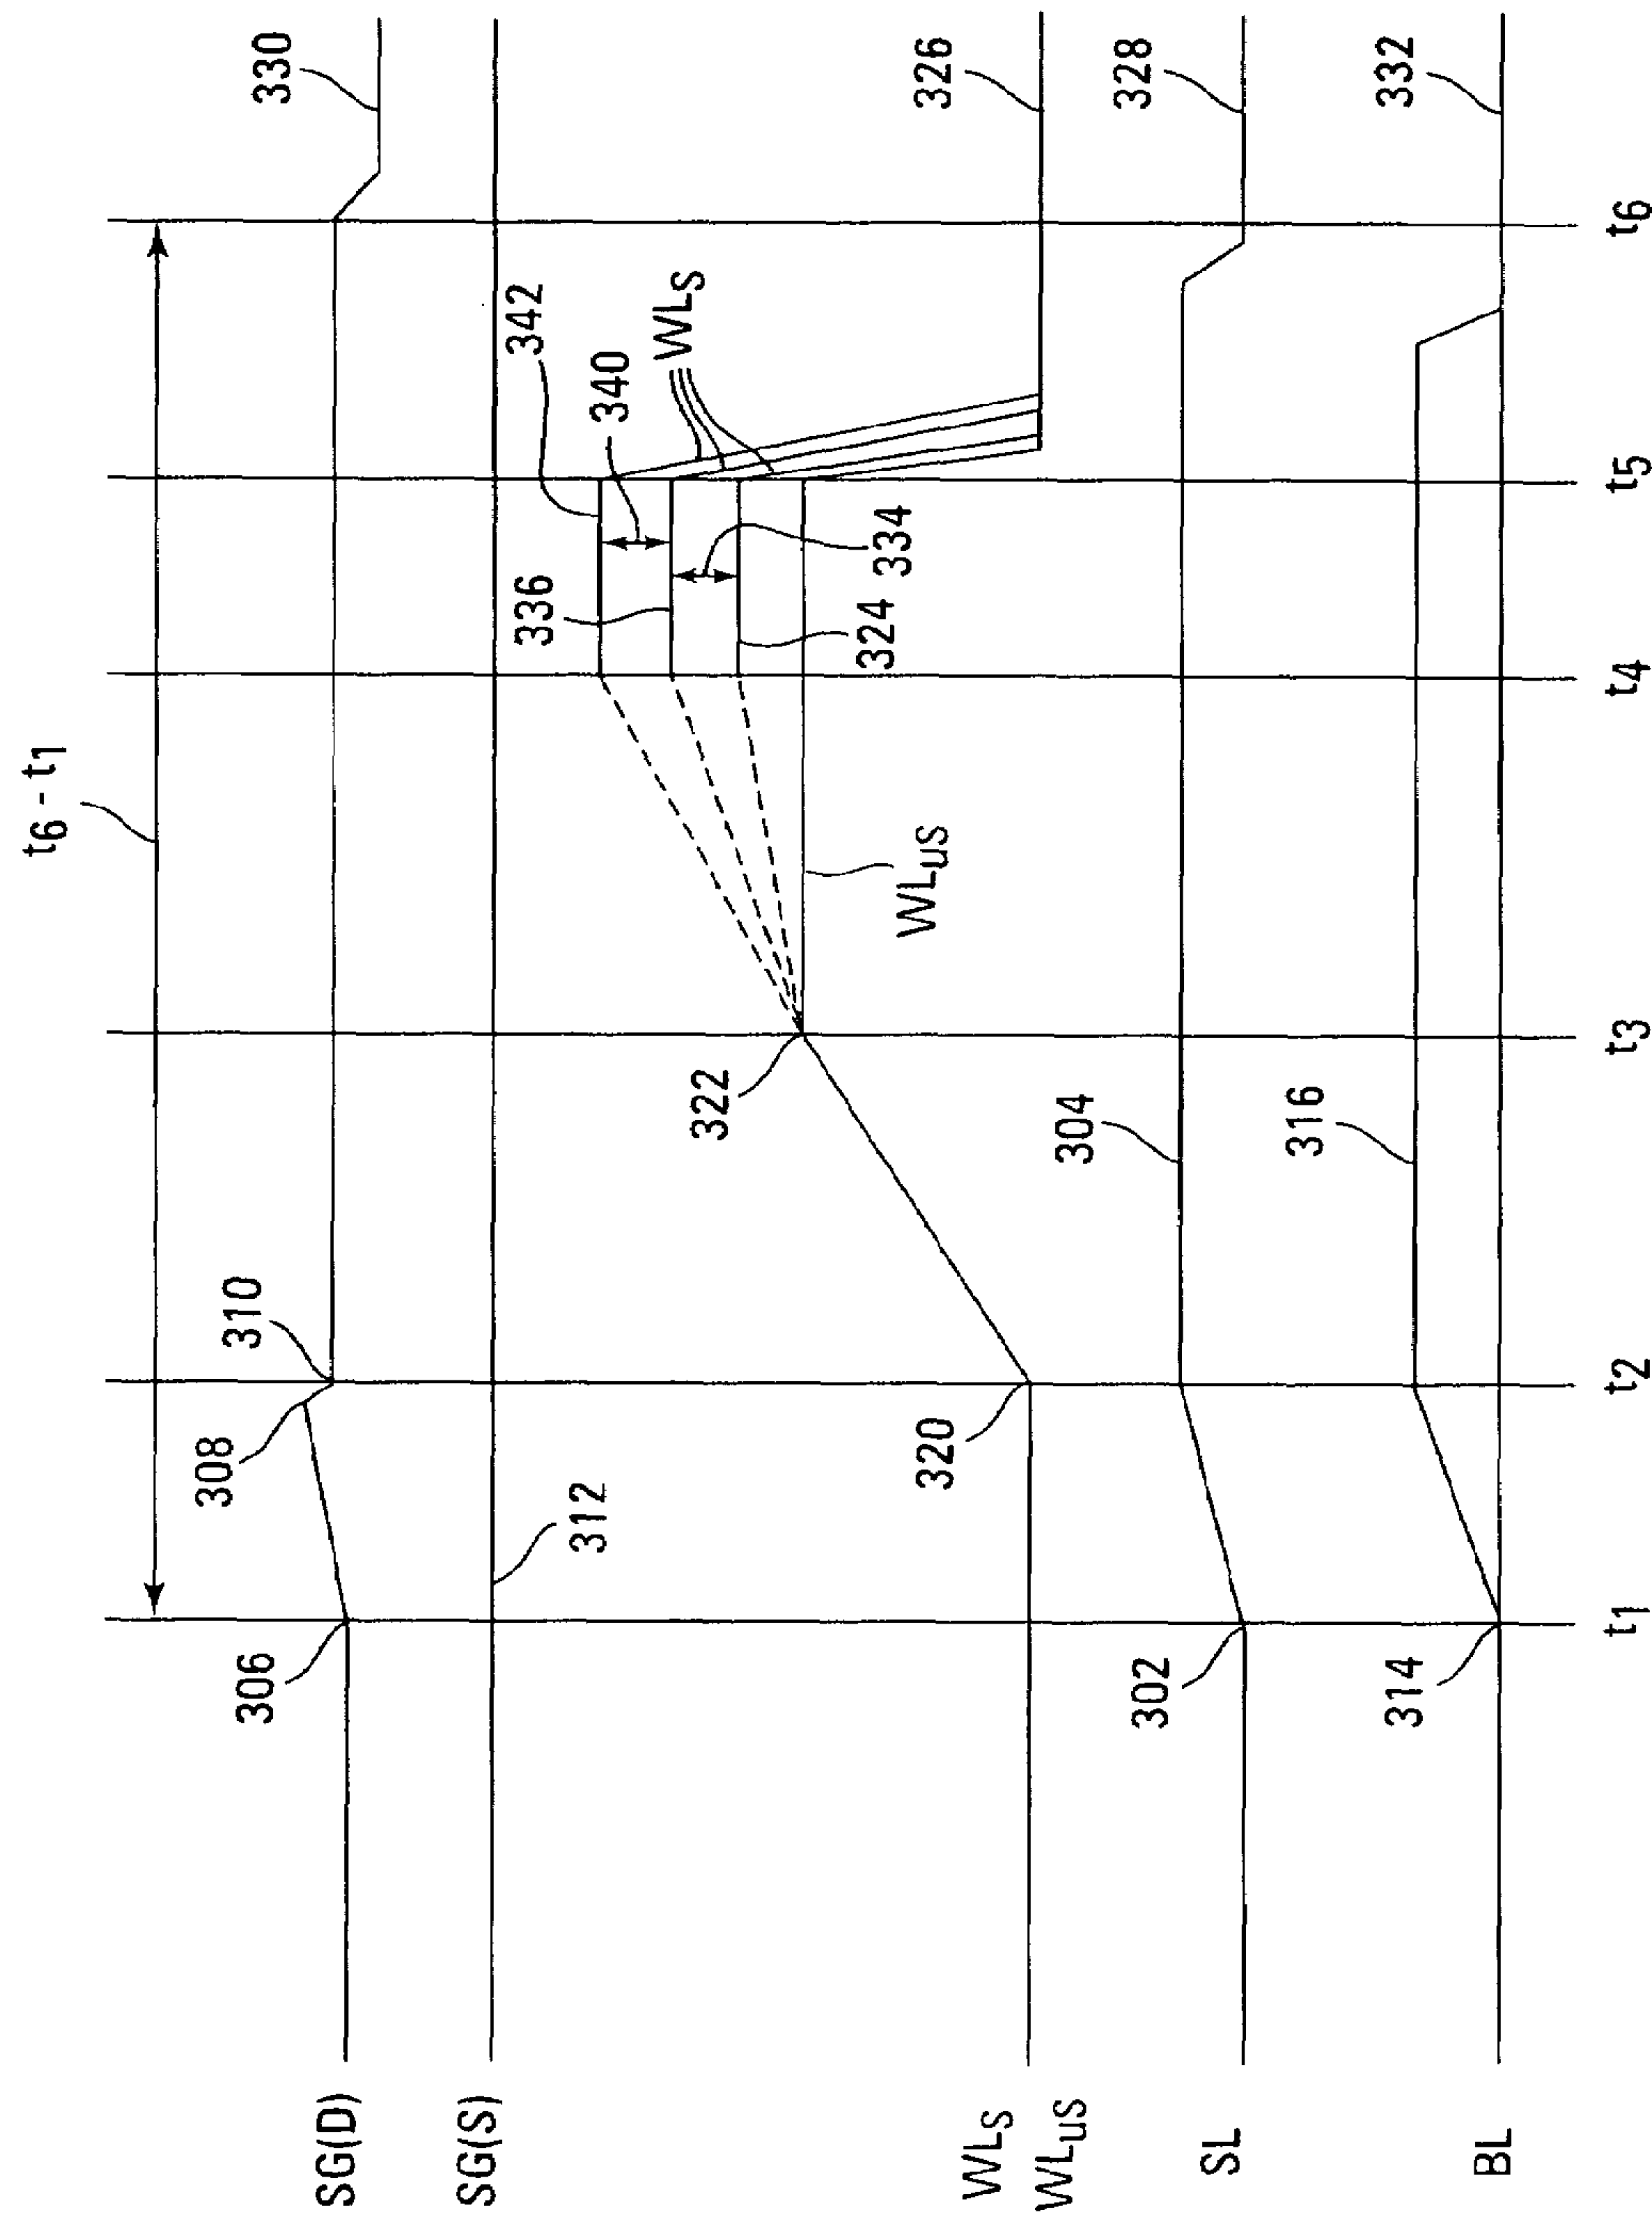 t6 - t1
330
310
308
306
SG(D)
SG(S)
312
342
340
WLS
336
334
324
322
WLuS
326
320
WLS
WLuS
304
328
302
SL
316
332
314
BL
t1
t2
t3
t4
t5
t6